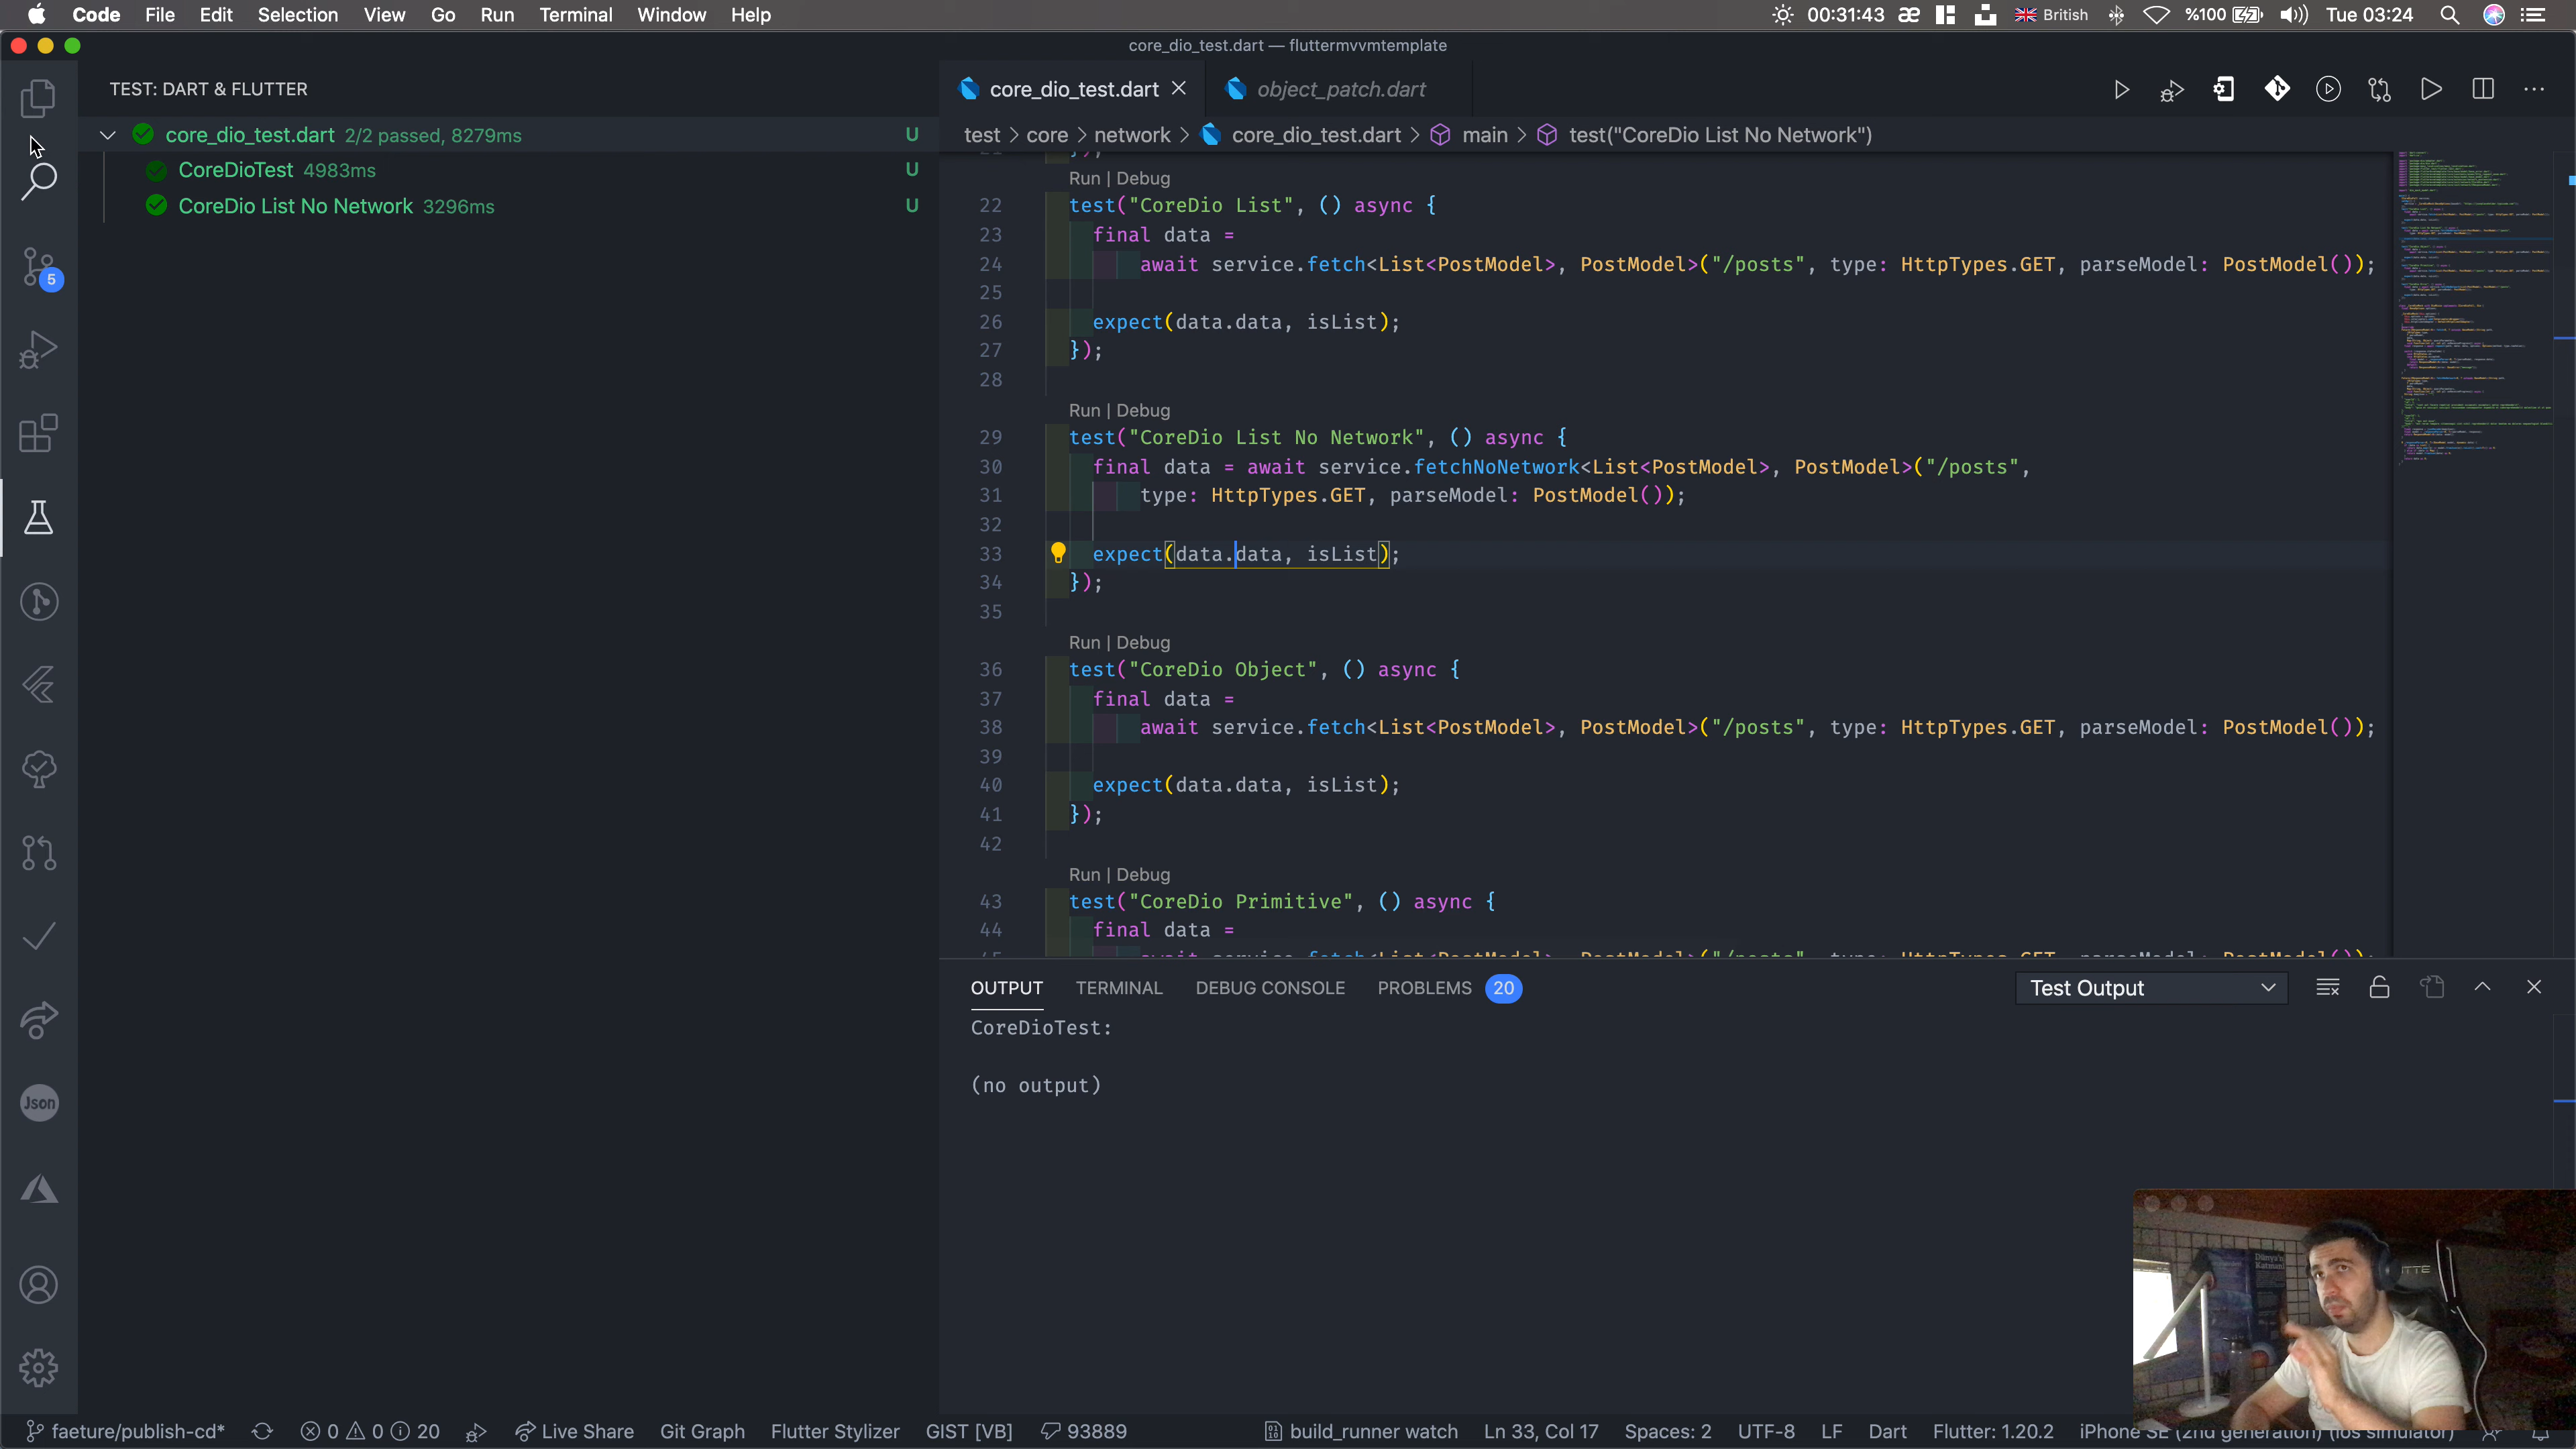 Code File Edit Selection View Go Run Terminal Window Help 00:31:43 æ British %100 Tue 03:24
core_dio_test.dart — fluttermvvmtemplate
TEST: DART & FLUTTER
core_dio_test.dart 2/2 passed, 8279ms U
CoreDioTest 4983ms U
CoreDio List No Network 3296ms U
5
Json
core_dio_test.dart object_patch.dart
test > core > network > core_dio_test.dart > main > test("CoreDio List No Network")
Run | Debug
22 test("CoreDio List", () async {
23 final data =
24 await service.fetch<List<PostModel>, PostModel>("/posts", type: HttpTypes.GET, parseModel: PostModel());
25
26 expect(data.data, isList);
27 });
28
Run | Debug
29 test("CoreDio List No Network", () async {
30 final data = await service.fetchNoNetwork<List<PostModel>, PostModel>("/posts",
31 type: HttpTypes.GET, parseModel: PostModel());
32
33 expect(data.data, isList);
34 });
35
Run | Debug
36 test("CoreDio Object", () async {
37 final data =
38 await service.fetch<List<PostModel>, PostModel>("/posts", type: HttpTypes.GET, parseModel: PostModel());
39
40 expect(data.data, isList);
41 });
42
Run | Debug
43 test("CoreDio Primitive", () async {
44 final data =
OUTPUT TERMINAL DEBUG CONSOLE PROBLEMS 20 Test Output
CoreDioTest:
(no output)
faeture/publish-cd* 0 0 20 Live Share Git Graph Flutter Stylizer GIST [VB] 93889 build_runner watch Ln 33, Col 17 Spaces: 2 UTF-8 LF Dart Flutter: 1.20.2 iPhone SE (2nd generation) (ios simulator)